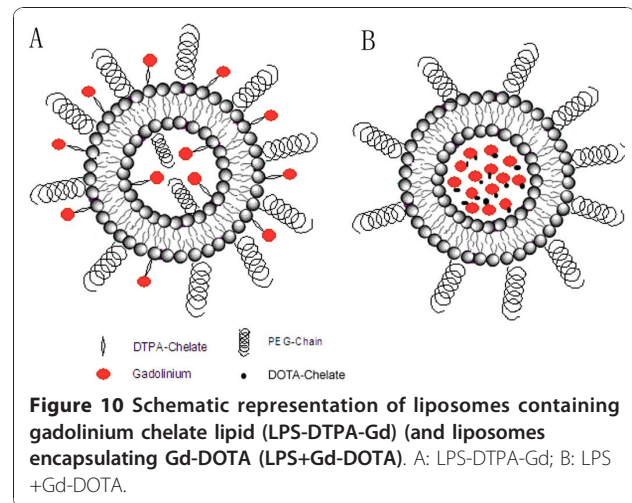 A
B
DTPA-Chelate
PEG-Chain
Gadolinium
DOTA-Chelate
Figure 10 Schematic representation of liposomes containing
gadolinium chelate lipid (LPS-DTPA-Gd) (and liposomes
encapsulating Gd-DOTA (LPS+Gd-DOTA). A: LPS-DTPA-Gd; B: LPS
+Gd-DOTA.